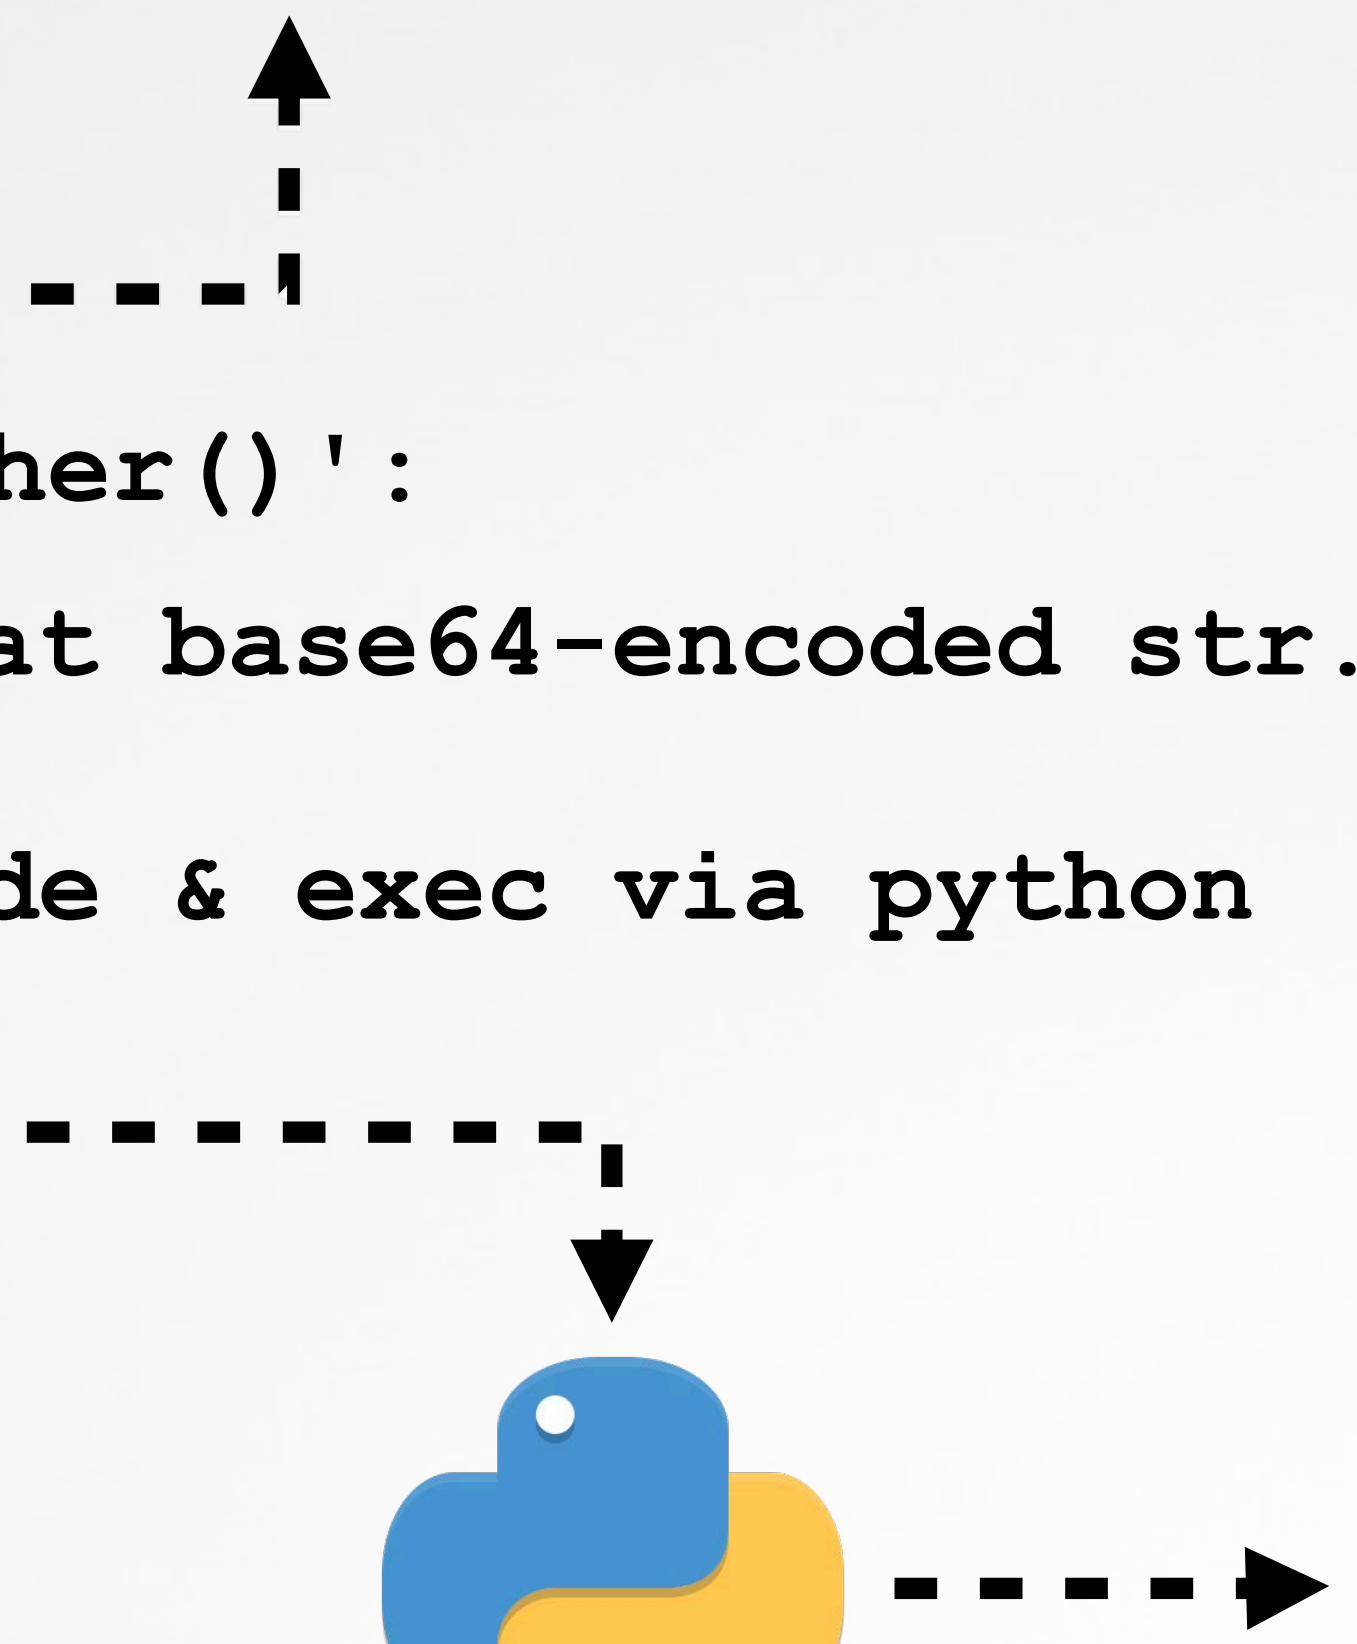 her()':
at base64-encoded str.
de & exec via python